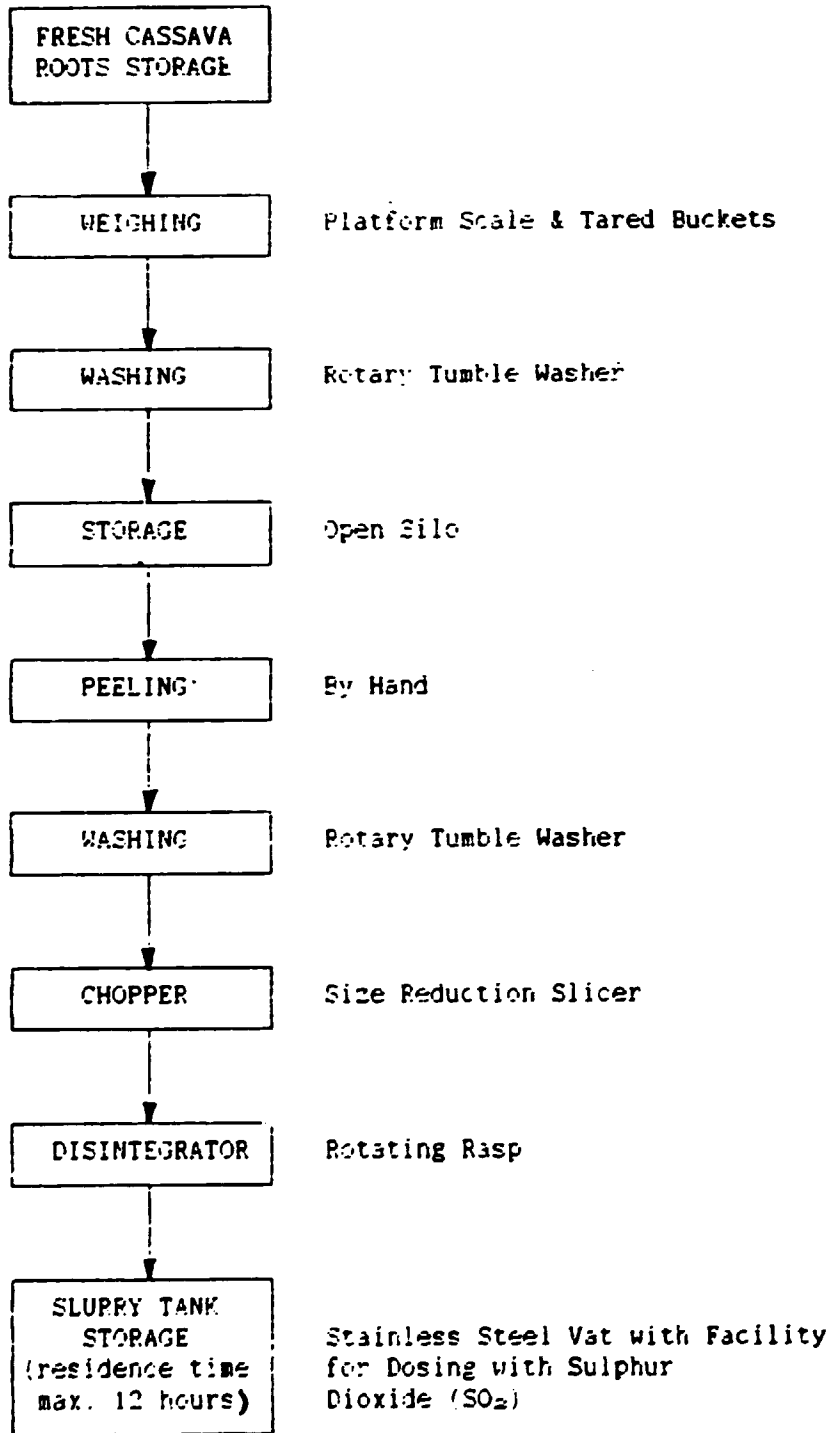 FRESH CASSAVA
ROOTS STORAGE
WEIGHING
Platform Scale & Tared Buckets
WASHING
Rotary Tumble Washer
STORAGE
Open Silo
PEELING
By Hand
WASHING
Rotary Tumble Washer
CHOPPER
Size Reduction Slicer
DISINTEGRATOR
Rotating Rasp
SLURRY TANK
STORAGE
(residence time
max. 12 hours)
Stainless Steel Vat with Facility
for Dosing with Sulphur
Dioxide (SO₂)